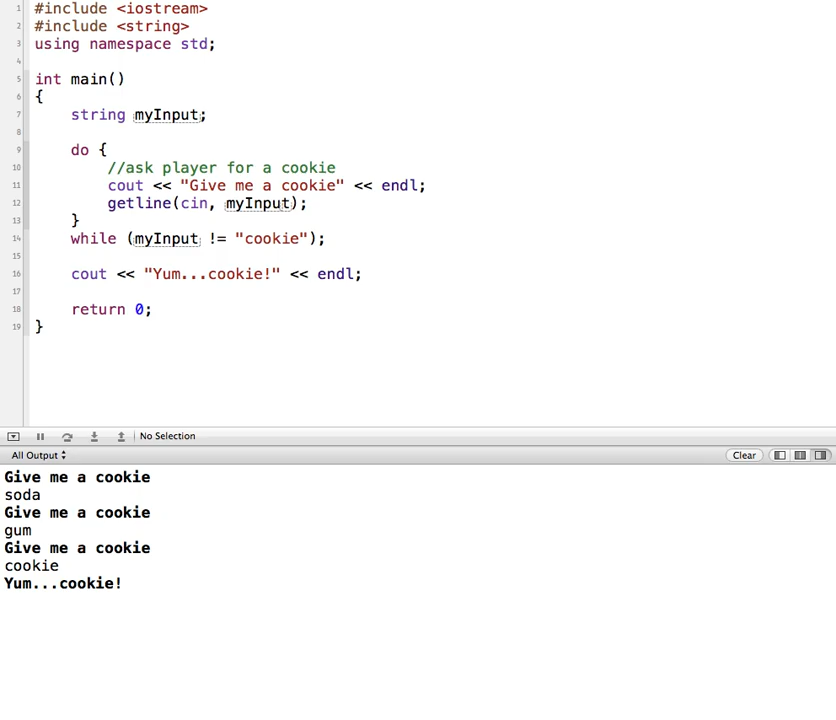 1 #include <iostream>
2 #include <string>
3 using namespace std;
4
5 int main()
6 {
7     string myInput;
8
9     do {
10         //ask player for a cookie
11         cout << "Give me a cookie" << endl;
12         getline(cin, myInput);
13     }
14     while (myInput != "cookie");
15
16     cout << "Yum...cookie!" << endl;
17
18     return 0;
19 }
No Selection
All Output Clear
Give me a cookie
soda
Give me a cookie
gum
Give me a cookie
cookie
Yum...cookie!